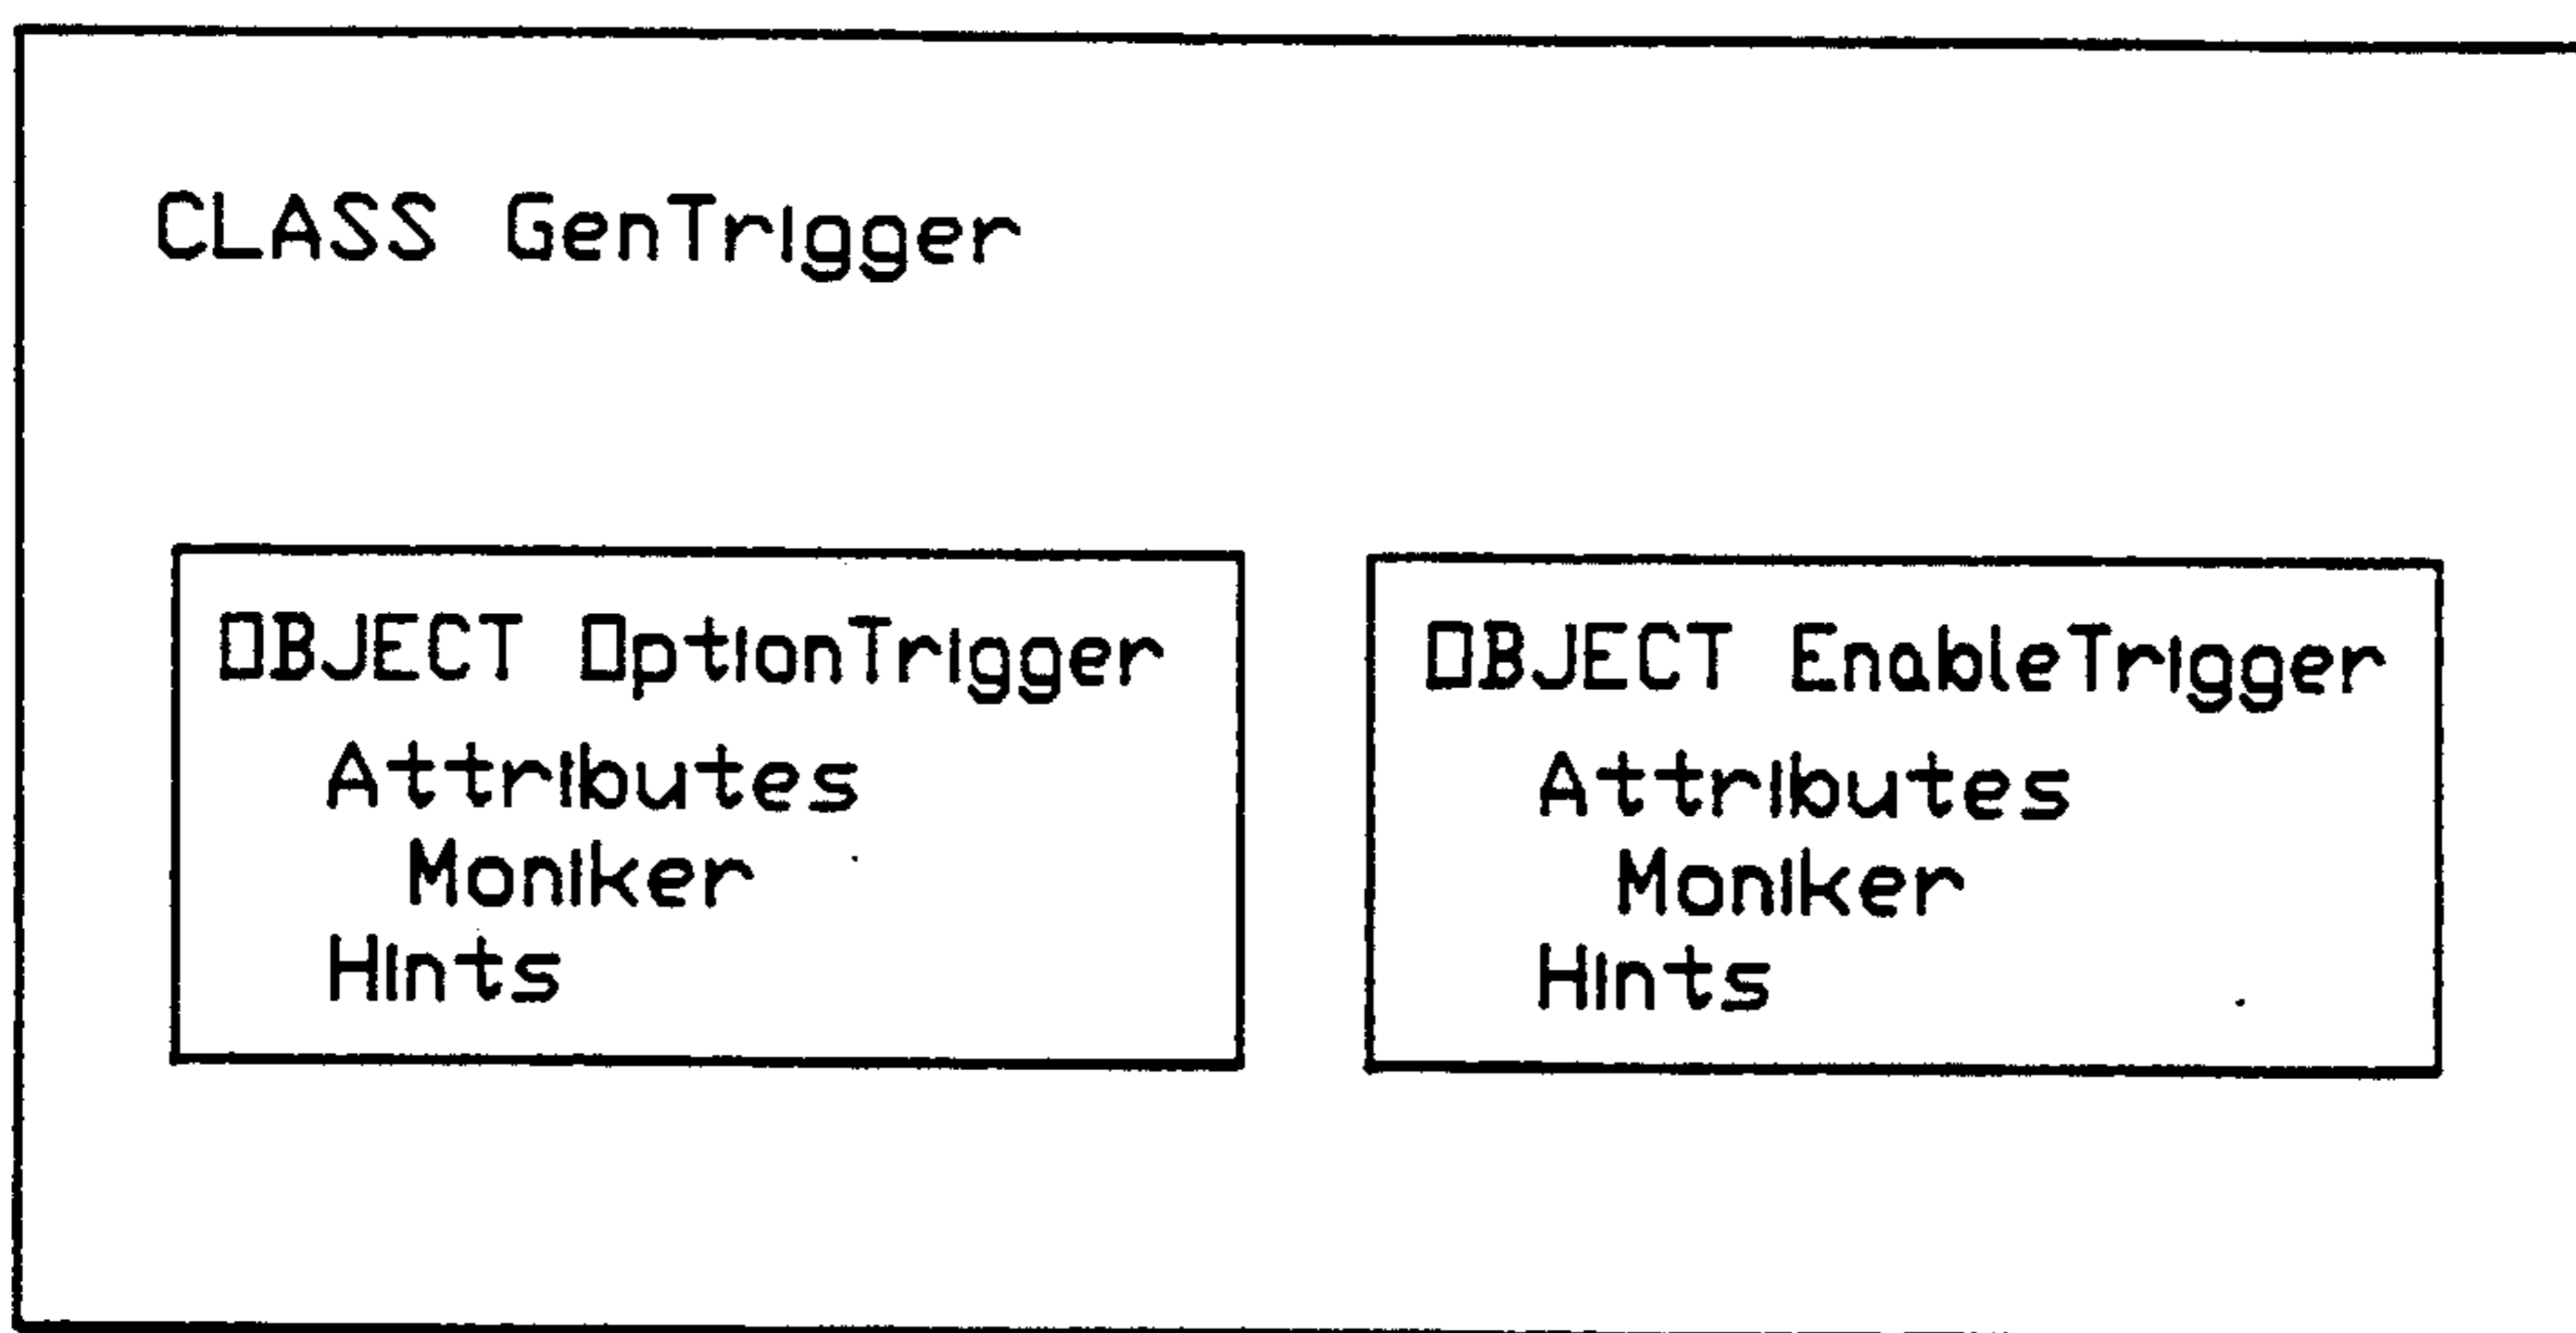 CLASS GenTrigger
OBJECT OptionTrigger
Attributes
Moniker
Hints
OBJECT EnableTrigger
Attributes
Moniker
Hints